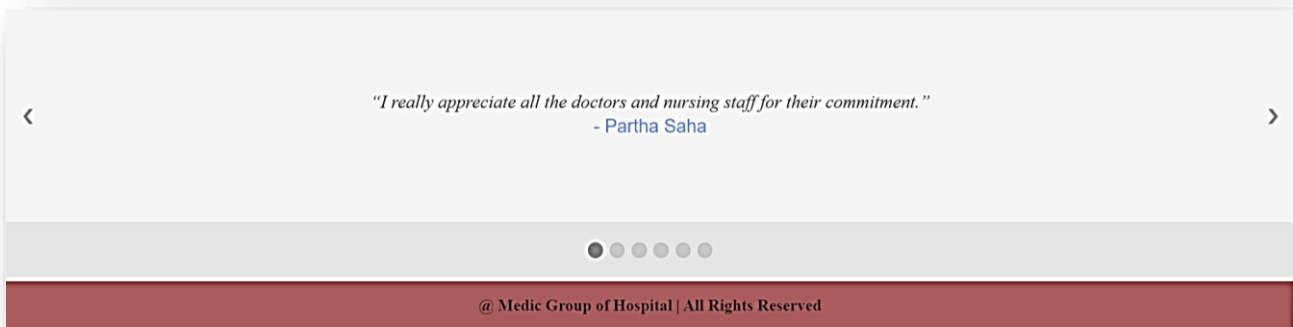 “I really appreciate all the doctors and nursing staff for their commitment.”
- Partha Saha
@ Medic Group of Hospital | All Rights Reserved